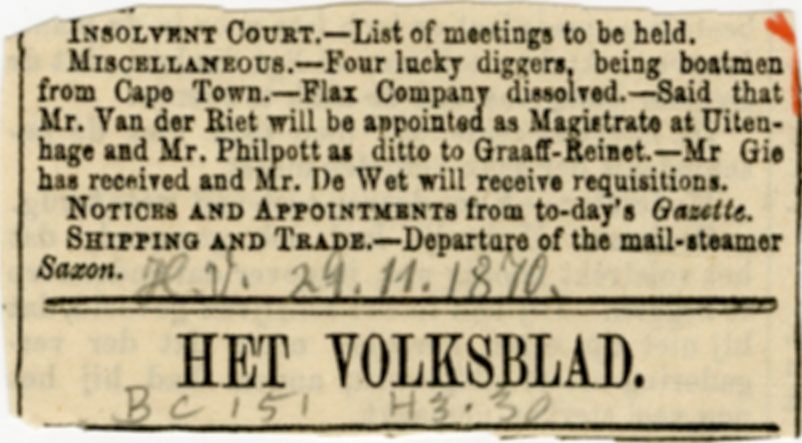 INSOLVENT COURT.—List of meetings to be held.
MISCELLANEOUS.—Four lucky diggers, being boatmen
from Cape Town.—Flax Company dissolved.—Said that
Mr. Van der Riet will be appointed as Magistrate at Uiten-
hage and Mr. Philpott as ditto to Graaff-Reinet.—Mr Gie
has received and Mr. De Wet will receive requisitions.
NOTICES AND APPOINTMENTS from to-day's Gazette.
SHIPPING AND TRADE.—Departure of the mail-steamer
Saxon. H.V. 29.11.1870.
HET VOLKSBLAD.
BC 151 H3.30